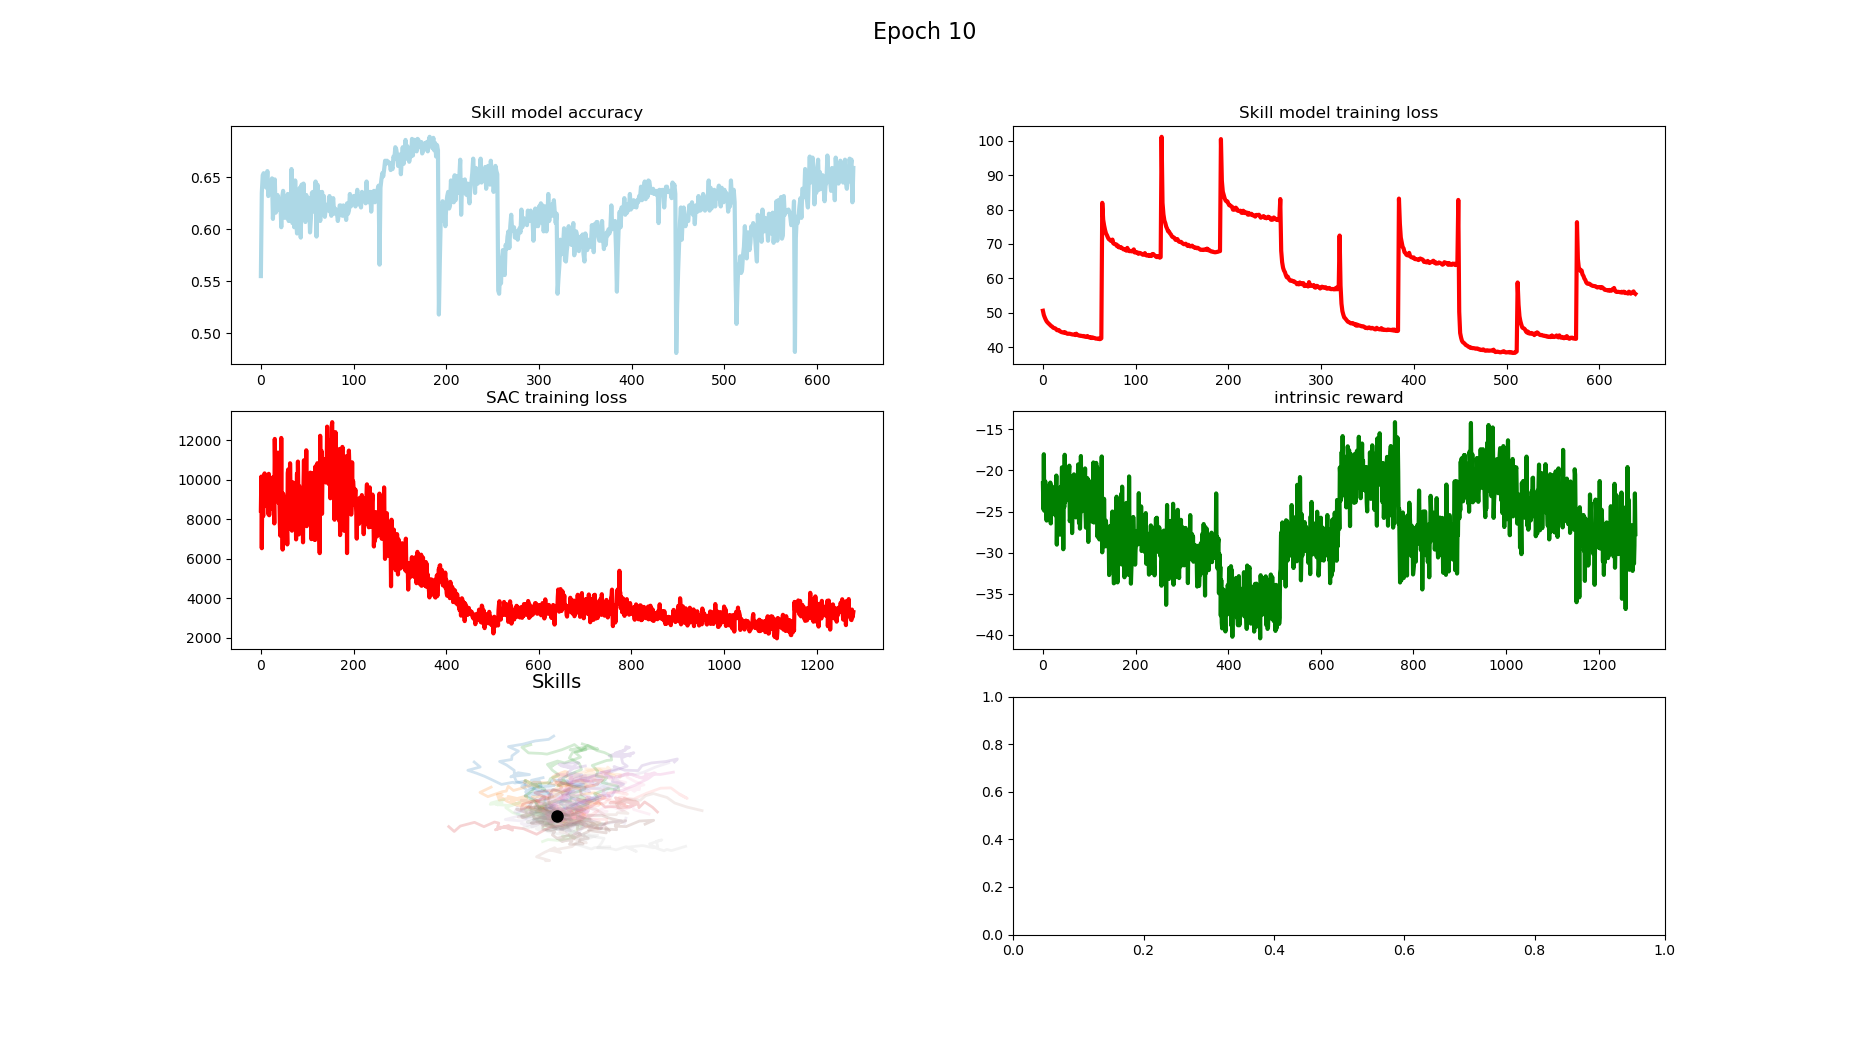 Epoch 10
Skill model accuracy
0.65
0.60
0.55
0.50
0 100 200 300 400 500 600
Skill model training loss
100
90
80
70
60
50
40
0 100 200 300 400 500 600
SAC training loss
12000
10000
8000
6000
4000
2000
0 200 400 600 800 1000 1200
intrinsic reward
−15
−20
−25
−30
−35
−40
0 200 400 600 800 1000 1200
Skills
1.0
0.8
0.6
0.4
0.2
0.0
0.0 0.2 0.4 0.6 0.8 1.0